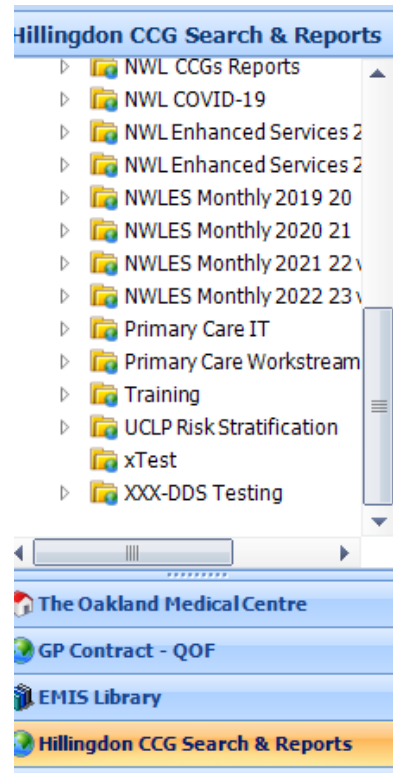 Hillingdon CCG Search & Reports
NWL CCGs Reports
NWL COVID-19
NWL Enhanced Services 2
NWL Enhanced Services 2
NWLES Monthly 2019 20
NWLES Monthly 2020 21
NWLES Monthly 2021 22 v
NWLES Monthly 2022 23 v
Primary Care IT
Primary Care Workstream
Training
UCLP Risk Stratification
xTest
XXX-DDS Testing
The Oakland Medical Centre
GP Contract - QOF
EMIS Library
Hillingdon CCG Search & Reports